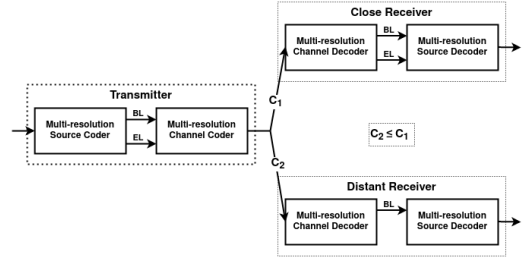 Transmitter
Multi-resolution
Source Coder
BL
EL
Multi-resolution
Channel Coder
C1
C2
Close Receiver
Multi-resolution
Channel Decoder
BL
EL
Multi-resolution
Source Decoder
C2 ≤ C1
Distant Receiver
Multi-resolution
Channel Decoder
BL
Multi-resolution
Source Decoder